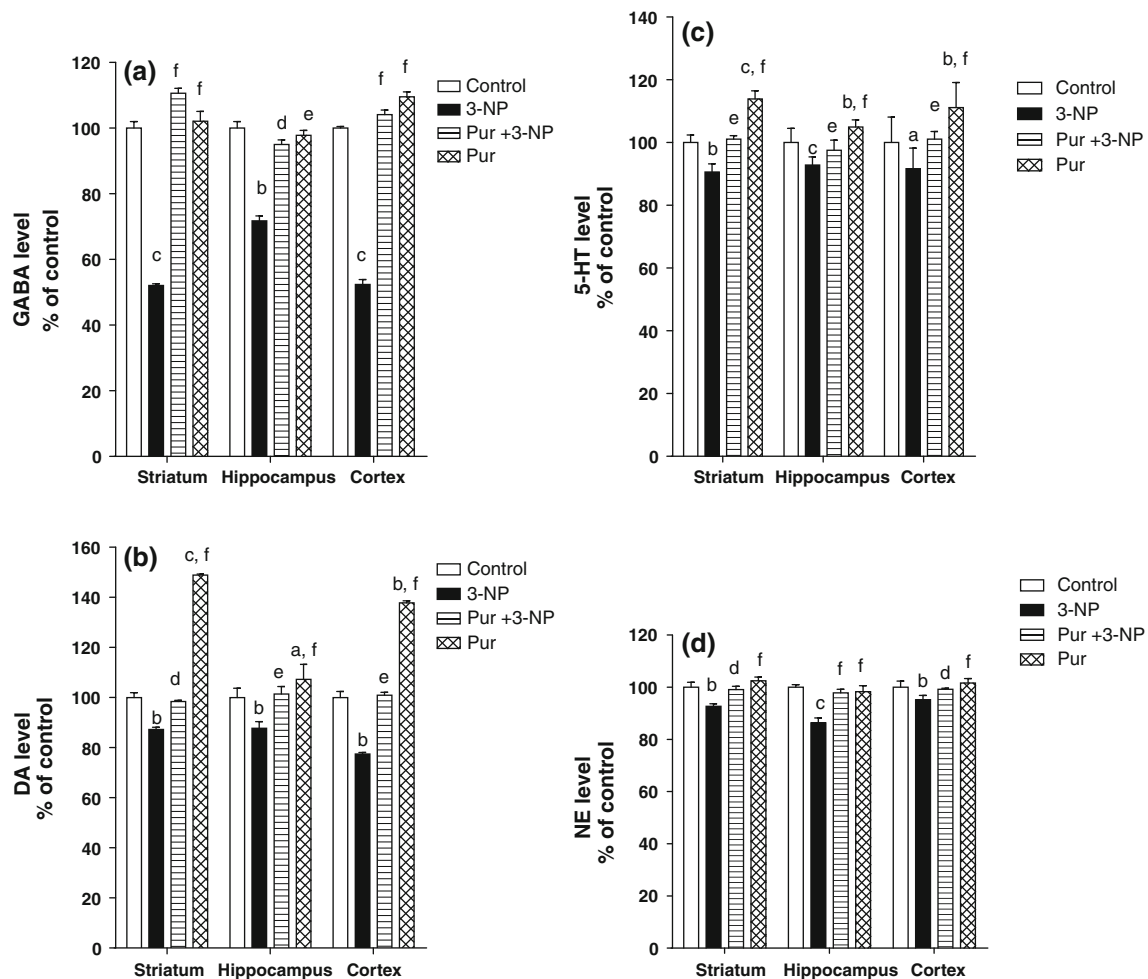 (a)
120
100
80
60
40
20
0
GABA level
% of control
c
f
f
b
d
e
c
f
f
Striatum Hippocampus Cortex
Control
3-NP
Pur +3-NP
Pur
(c)
140
120
100
80
60
40
20
0
5-HT level
% of control
b
e
c, f
c
e
b, f
a
e
b, f
Striatum Hippocampus Cortex
Control
3-NP
Pur +3-NP
Pur
(b)
160
140
120
100
80
60
40
20
0
DA level
% of control
b
d
c, f
b
e
a, f
b
e
b, f
Striatum Hippocampus Cortex
Control
3-NP
Pur +3-NP
Pur
(d)
120
100
80
60
40
20
0
NE level
% of control
b
d
f
c
f
f
b
d
f
Striatum Hippocampus Cortex
Control
3-NP
Pur +3-NP
Pur